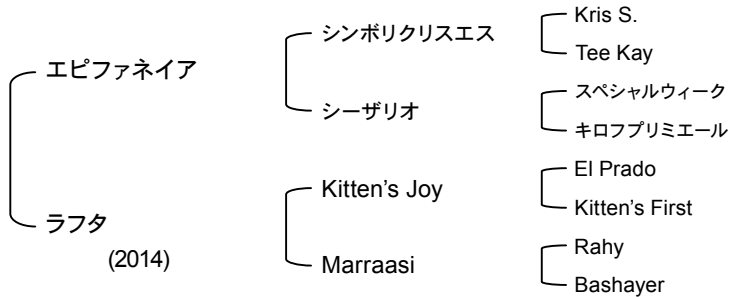 エピファネイア
ラフタ
(2014)
シンボリクリスエス
シーザリオ
Kitten's Joy
Marraasi
Kris S.
Tee Kay
スペシャルウィーク
キロフプリミエール
El Prado
Kitten's First
Rahy
Bashayer